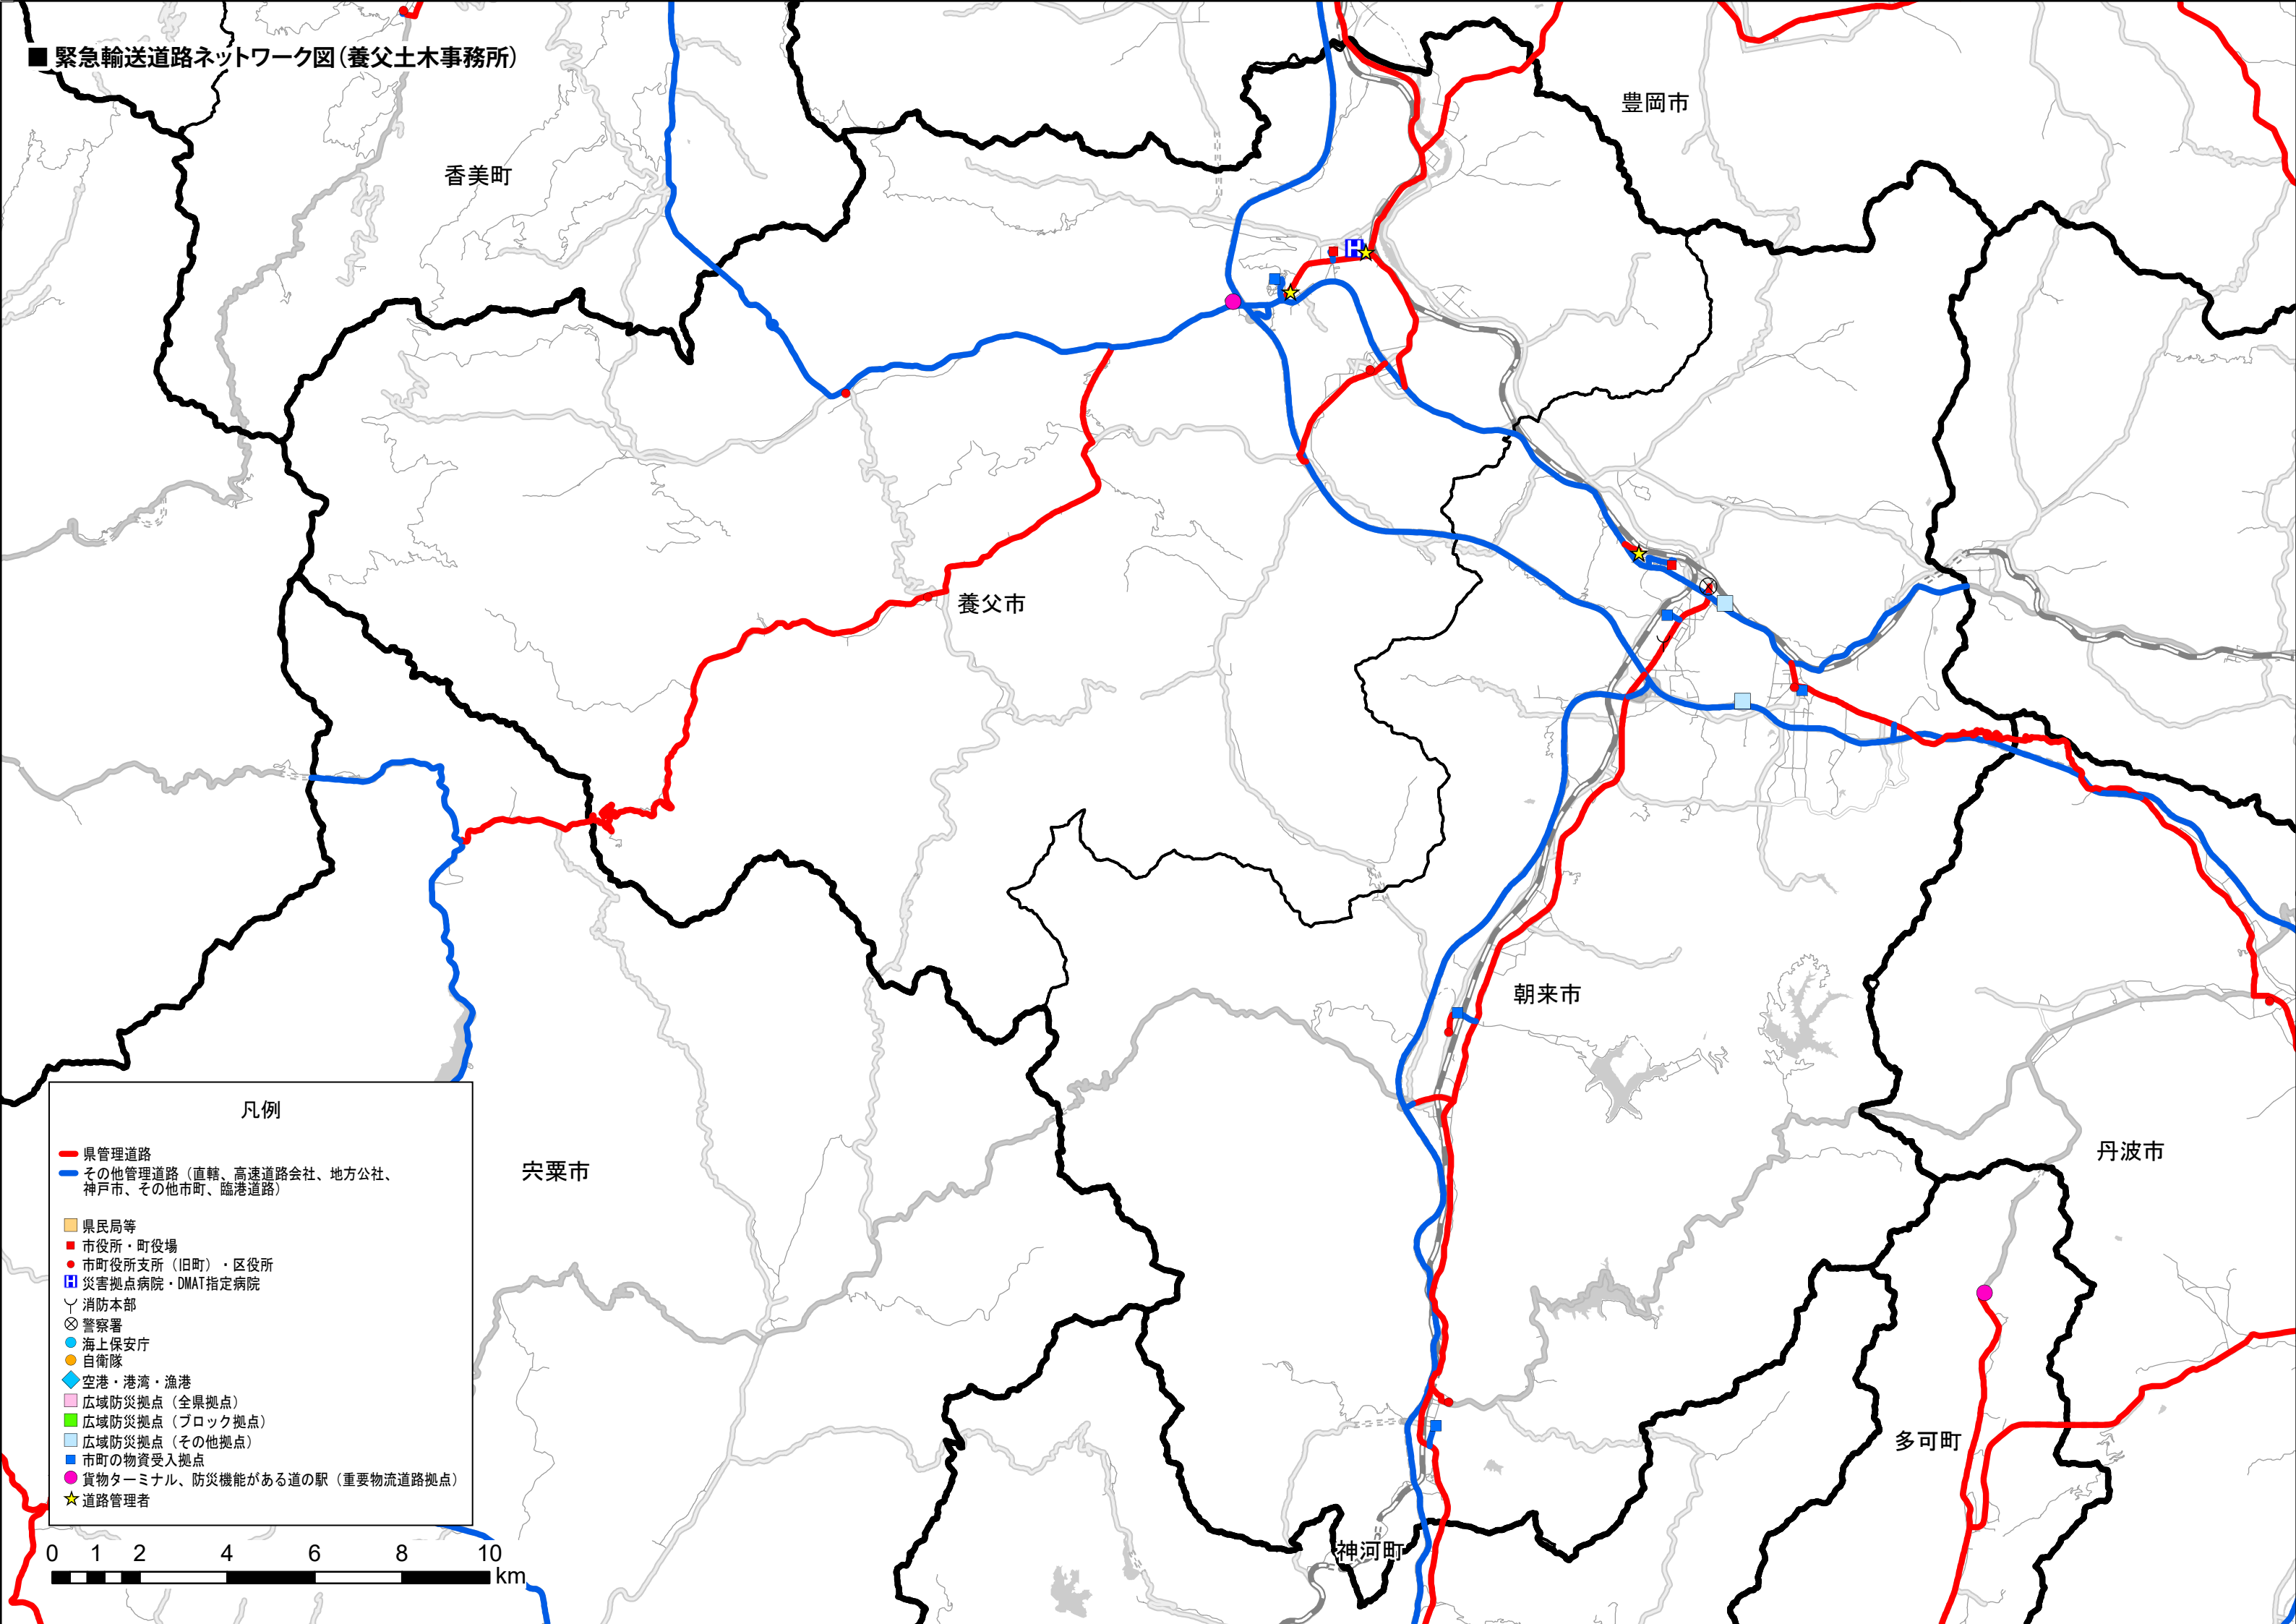 ■ 緊急輸送道路ネットワーク図（養父土木事務所）
豊岡市
香美町
養父市
朝来市
丹波市
宍粟市
多可町
神河町
凡例
県管理道路
その他管理道路（直轄、高速道路会社、地方公社、
神戸市、その他市町、臨港道路）
県民局等
市役所・町役場
市町役所支所（旧町）・区役所
H 災害拠点病院・DMAT指定病院
消防本部
警察署
海上保安庁
自衛隊
空港・港湾・漁港
広域防災拠点（全県拠点）
広域防災拠点（ブロック拠点）
広域防災拠点（その他拠点）
市町の物資受入拠点
貨物ターミナル、防災機能がある道の駅（重要物流道路拠点）
道路管理者
0 1 2 4 6 8 10
km
H